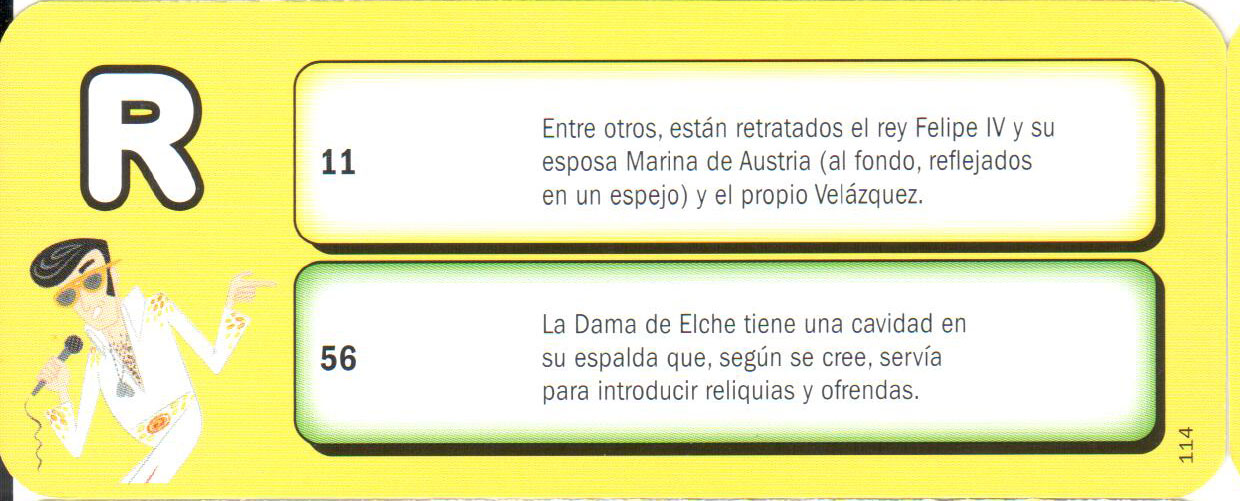 R
11
Entre otros, están retratados el rey Felipe IV y su
esposa Marina de Austria (al fondo, reflejados
en un espejo) y el propio Velázquez.
56
La Dama de Elche tiene una cavidad en
su espalda que, según se cree, servía
para introducir reliquias y ofrendas.
114